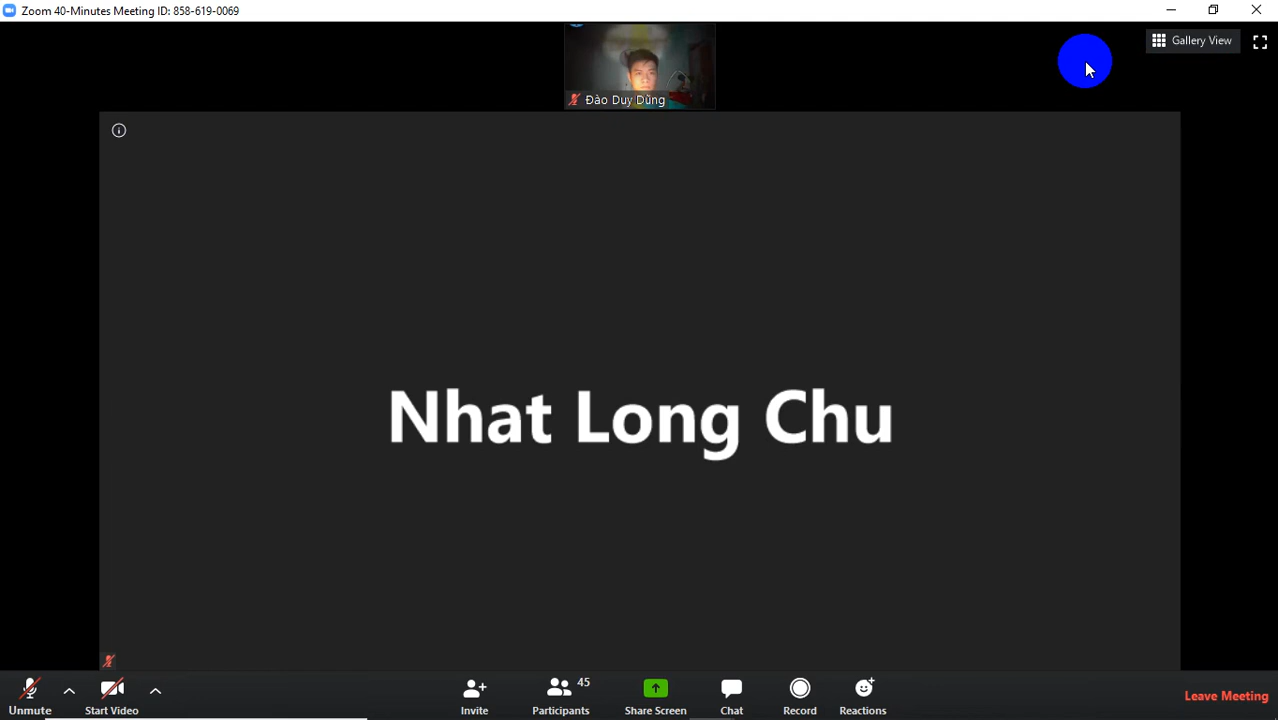 Zoom 40-Minutes Meeting ID: 858-619-0069
Gallery View
Đào Duy Dũng
Nhat Long Chu
45
Unmute
Start Video
Invite
Participants
Share Screen
Chat
Record
Reactions
Leave Meeting